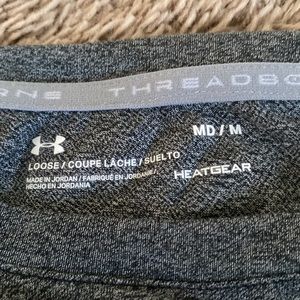 RNE THREADBO
MD / M
LOOSE / COUPE LÂCHE / SUELTO
MADE IN JORDAN / FABRIQUÉ EN JORDANIE /
HECHO EN JORDANIA
HEATGEAR